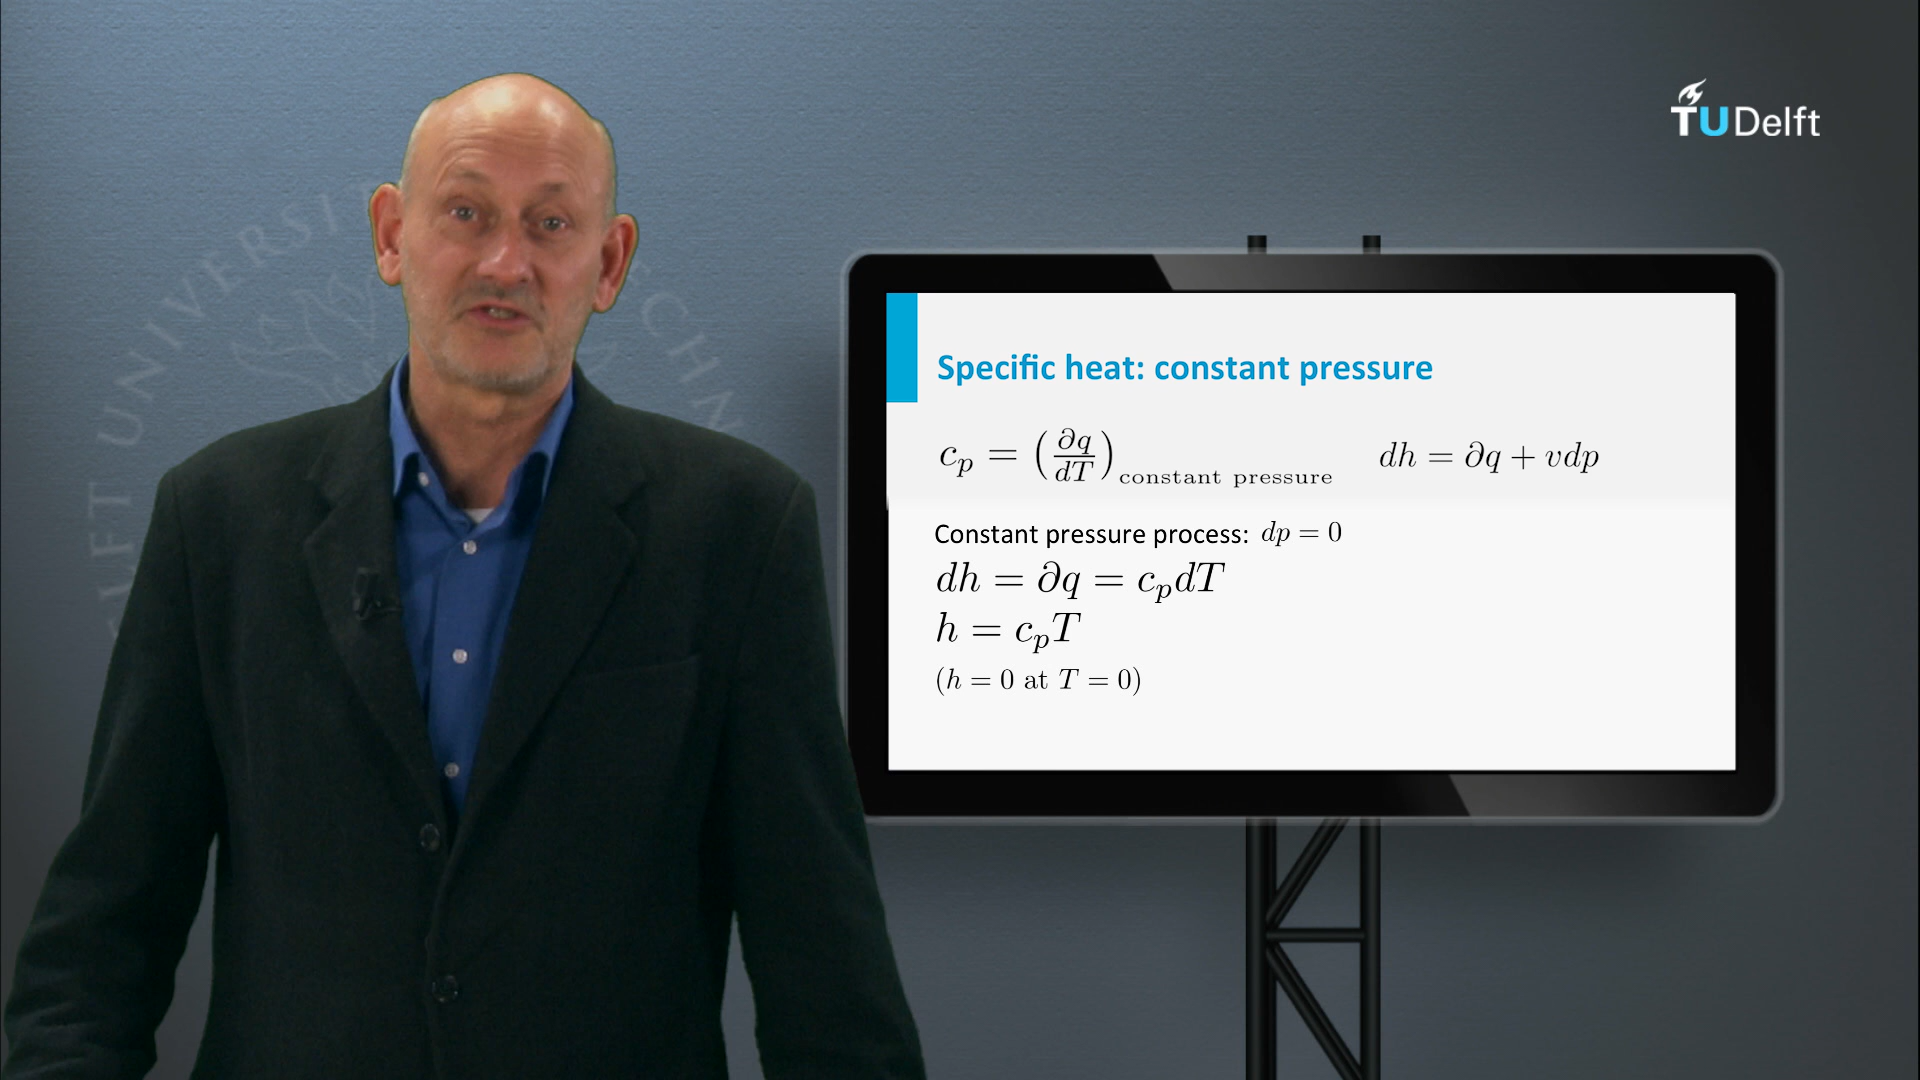 TUDelft
Specific heat: constant pressure
c_p = (∂q/dT)_constant pressure    dh = ∂q + vdp
Constant pressure process: dp = 0
dh = ∂q = c_p dT
h = c_p T
(h = 0 at T = 0)